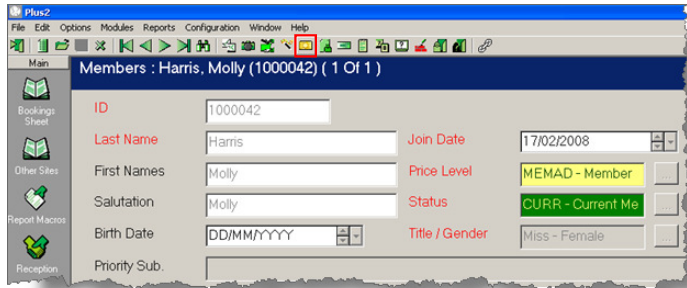 Plus2
File Edit Options Modules Reports Configuration Window Help
Main
Members : Harris, Molly (1000042) ( 1 Of 1 )
Bookings Sheet
ID 1000042
Last Name Harris Join Date 17/02/2008
Other Sites
First Names Molly Price Level MEMAD - Member ...
Salutation Molly Status CURR - Current Me ...
Report Macros
Birth Date DD/MM/YYYY Title / Gender Miss - Female ...
Reception
Priority Sub.